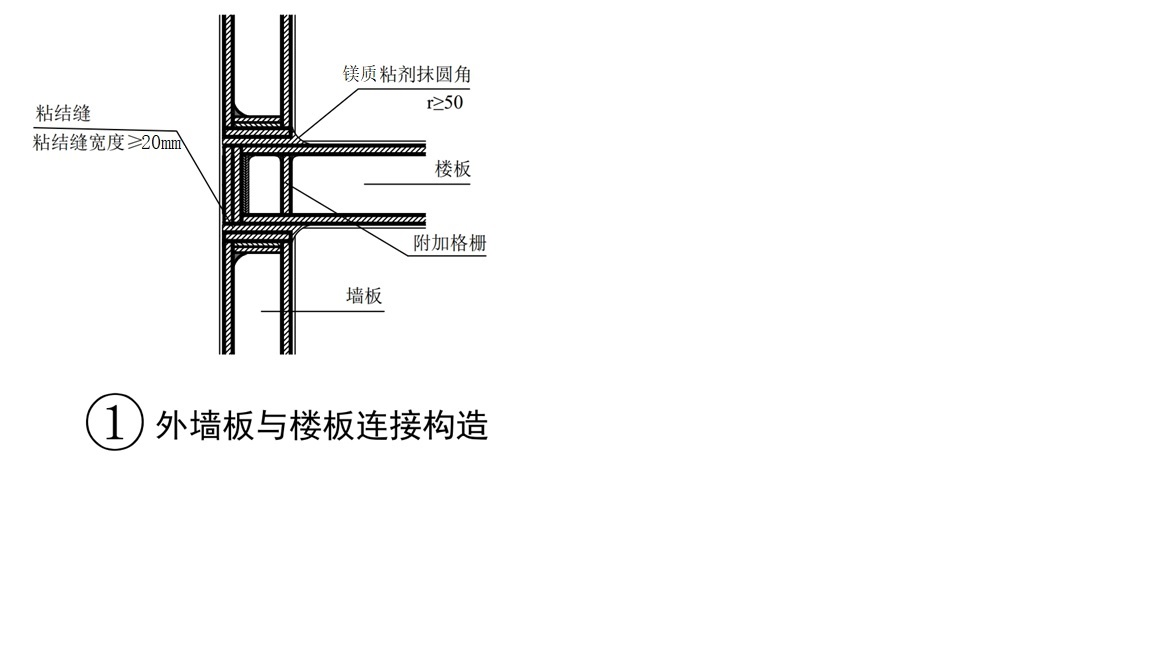 镁质粘剂抹圆角
r≥50
粘结缝
粘结缝宽度≥20mm
楼板
附加格栅
墙板
① 外墙板与楼板连接构造